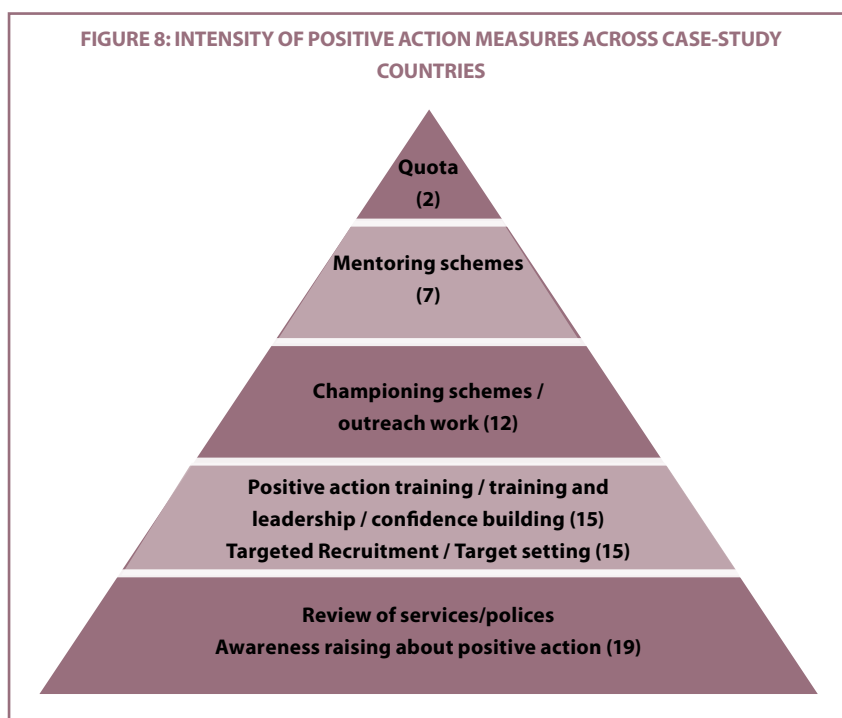 FIGURE 8: INTENSITY OF POSITIVE ACTION MEASURES ACROSS CASE-STUDY
COUNTRIES
Quota
(2)
Mentoring schemes
(7)
Championing schemes /
outreach work (12)
Positive action training / training and
leadership / confidence building (15)
Targeted Recruitment / Target setting (15)
Review of services/polices
Awareness raising about positive action (19)